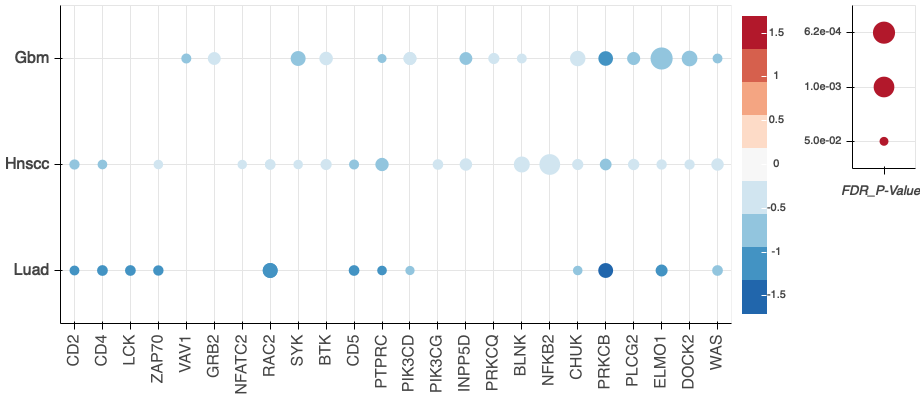 Gbm
Hnscc
Luad
CD2
CD4
LCK
ZAP70
VAV1
GRB2
NFATC2
RAC2
SYK
BTK
CD5
PTPRC
PIK3CD
PIK3CG
INPP5D
PRKCQ
BLNK
NFKB2
CHUK
PRKCB
PLCG2
ELMO1
DOCK2
WAS
1.5
1
0.5
0
-0.5
-1
-1.5
6.2e-04
1.0e-03
5.0e-02
FDR_P-Value